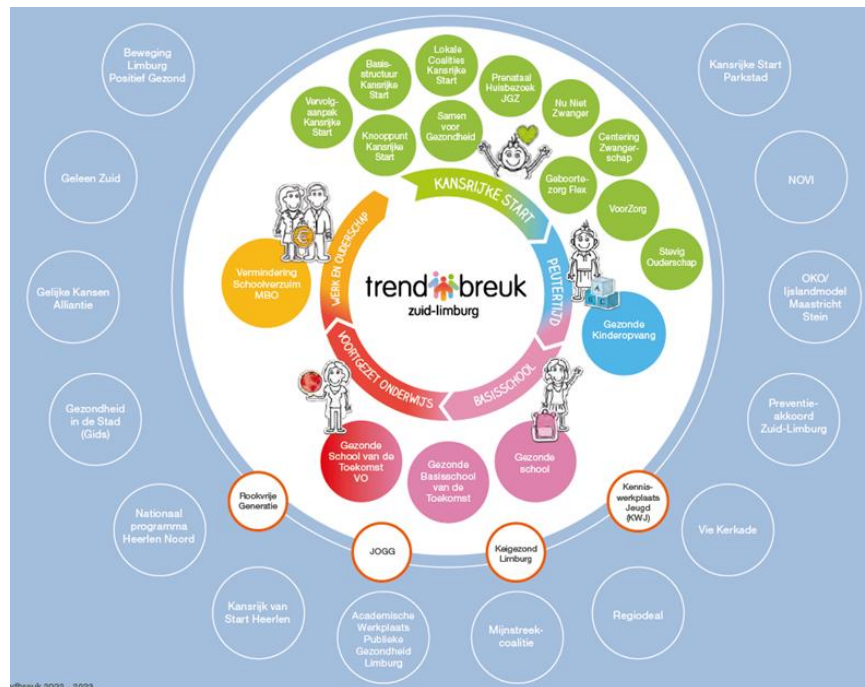 Beweging
Limburg
Positief Gezond
Geleen Zuid
Gelijke Kansen
Alliantie
Gezondheid
in de Stad
(Gids)
Nationaal
programma
Heerlen Noord
Kansrijk van
Start Heerlen
Academische
Werkplaats
Publieke
Gezondheid
Limburg
Mijnstreek-
coalitie
Regiodeal
Vie Kerkade
Preventie-
akkoord
Zuid-Limburg
OKO/
Ijslandmodel
Maastricht
Stein
NOVI
Kansrijke Start
Parkstad
Vervolg-
aanpak
Kansrijke
Start
Basis-
structuur
Kansrijke
Start
Lokale
Coalities
Kansrijke
Start
Prenataal
Huisbezoek
JGZ
Nu Niet
Zwanger
Centering
Zwanger-
schap
Knooppunt
Kansrijke
Start
Samen
voor
Gezondheid
Geboorte-
zorg Flex
VoorZorg
Stevig
Ouderschap
KANSRIJKE START
PEUTERTIJD
BASISSCHOOL
VOORTGEZET ONDERWIJS
WERK EN OUDERSCHAP
trendbreuk
zuid-limburg
Vermindering
Schoolverzuim
MBO
Gezonde
Kinderopvang
Gezonde
School van de
Toekomst
VO
Gezonde
Basisschool
van de
Toekomst
Gezonde
school
Rookvrije
Generatie
JOGG
Keigezond
Limburg
Kennis-
werkplaats
Jeugd
(KWJ)